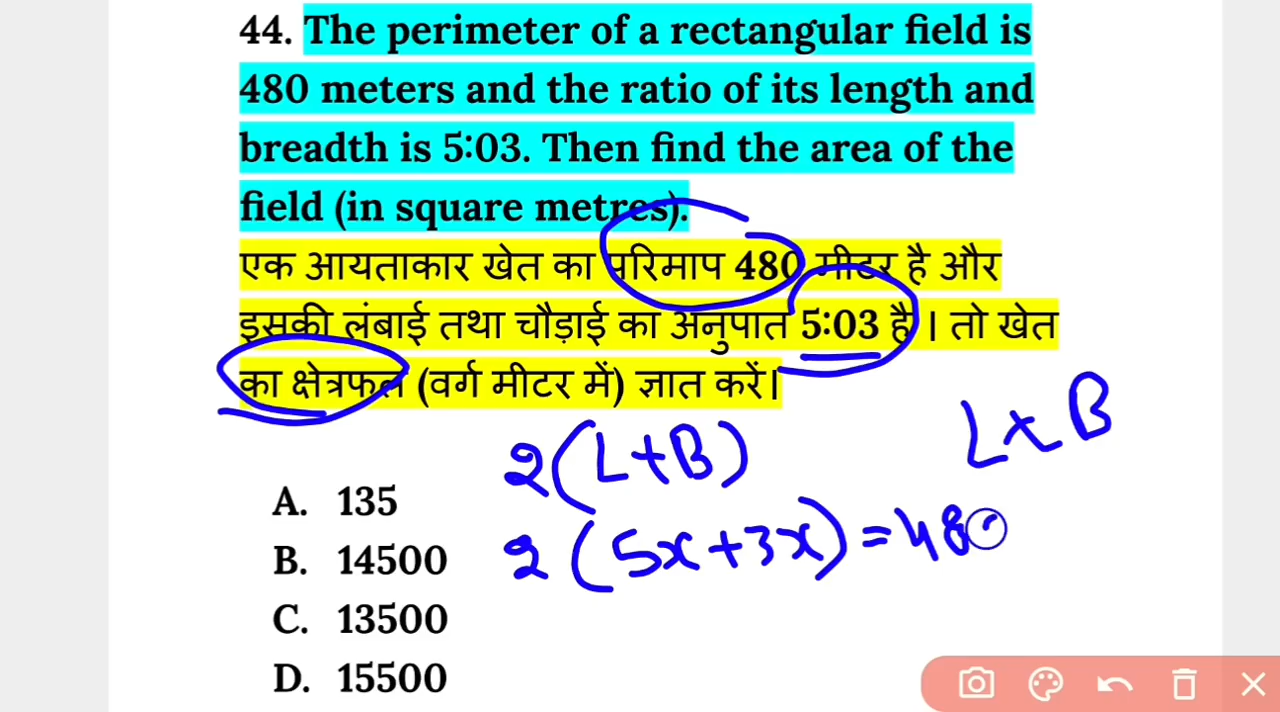 44. The perimeter of a rectangular field is
480 meters and the ratio of its length and
breadth is 5:03. Then find the area of the
field (in square metres).
एक आयताकार खेत का परिमाप 480 मीटर है और
इसकी लंबाई तथा चौड़ाई का अनुपात 5:03 है । तो खेत
का क्षेत्रफल (वर्ग मीटर में) ज्ञात करें।
L × B
2(L+B)
A. 135
2(5x+3x)=480
B. 14500
C. 13500
D. 15500